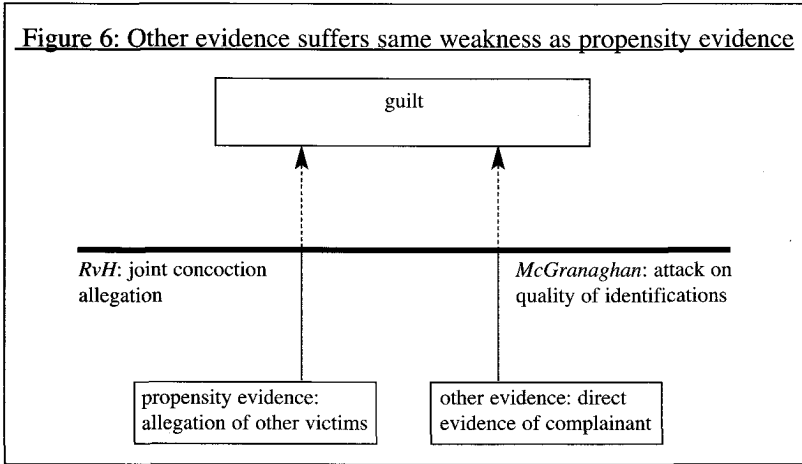 Figure 6: Other evidence suffers same weakness as propensity evidence
guilt
RvH: joint concoction
allegation
McGranaghan: attack on
quality of identifications
propensity evidence:
allegation of other victims
other evidence: direct
evidence of complainant